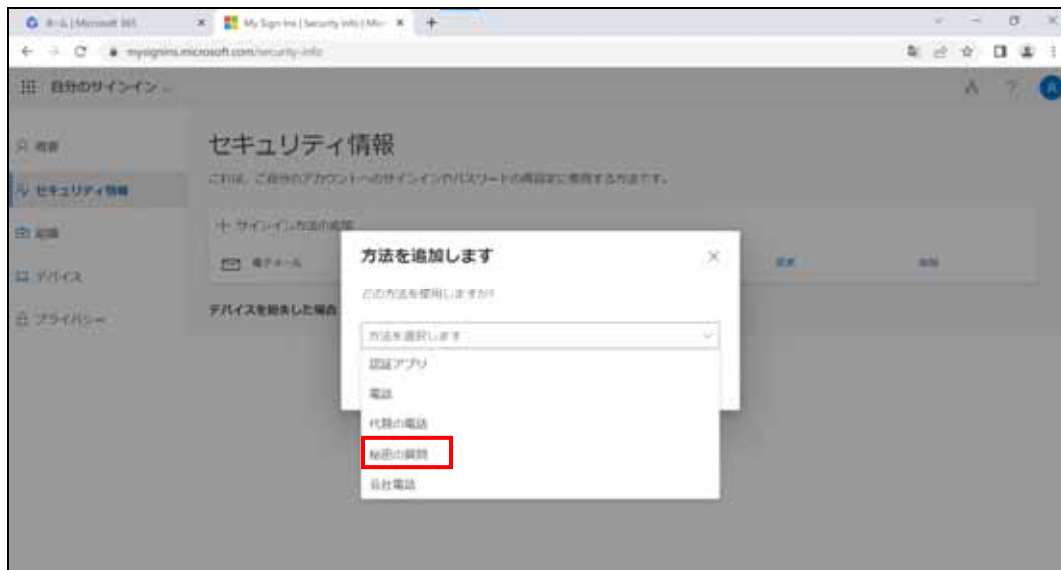 ホーム | Microsoft 365
My Sign-Ins | Security Info | Micr
mysignins.microsoft.com/security-info
自分のサインイン
概要
セキュリティ情報
組織
デバイス
プライバシー
セキュリティ情報
これは、ご自分のアカウントへのサインインやパスワードの再設定に使用する方法です。
サインイン方法の追加
電子メール
変更
削除
デバイスを紛失した場合
方法を追加します
どの方法を使用しますか?
方法を選択します
認証アプリ
電話
代替の電話
秘密の質問
会社電話